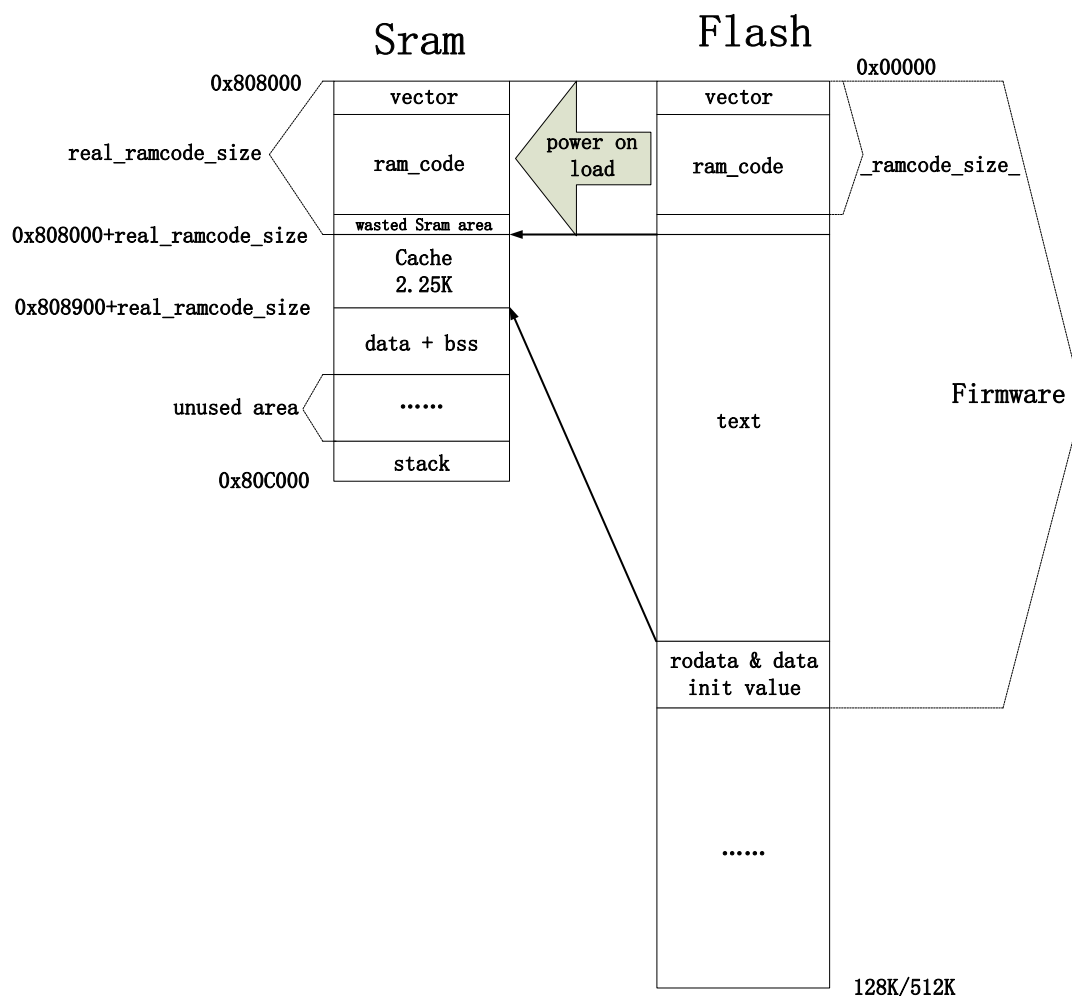 Sram
Flash
0x808000
0x00000
vector
vector
real_ramcode_size
ram_code
power on
load
ram_code
_ramcode_size_
wasted Sram area
0x808000+real_ramcode_size
Cache
2.25K
0x808900+real_ramcode_size
data + bss
unused area
......
text
Firmware
stack
0x80C000
rodata & data
init value
......
128K/512K